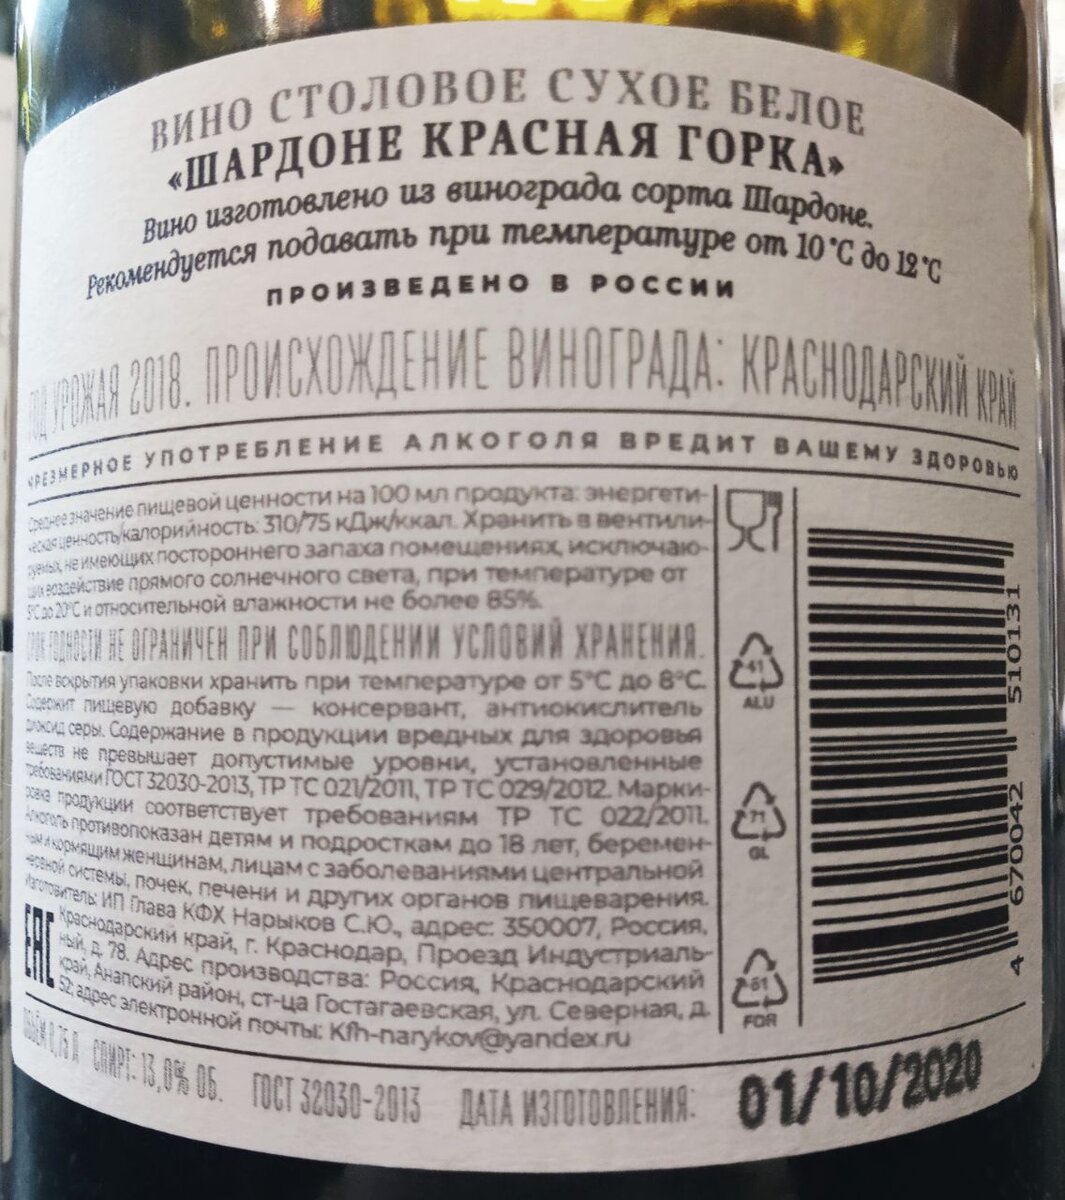 ВИНО СТОЛОВОЕ СУХОЕ БЕЛОЕ
«ШАРДОНЕ КРАСНАЯ ГОРКА»
Вино изготовлено из винограда сорта Шардоне.
Рекомендуется подавать при температуре от 10 °С до 12 °С
ПРОИЗВЕДЕНО В РОССИИ
ГОД УРОЖАЯ 2018. ПРОИСХОЖДЕНИЕ ВИНОГРАДА: КРАСНОДАРСКИЙ КРАЙ
ЧРЕЗМЕРНОЕ УПОТРЕБЛЕНИЕ АЛКОГОЛЯ ВРЕДИТ ВАШЕМУ ЗДОРОВЬЮ
Среднее значение пищевой ценности на 100 мл продукта: энергети-
ческая ценность/калорийность: 310/75 кДж/ккал. Хранить в вентили-
руемых, не имеющих постороннего запаха помещениях, исключаю-
щих воздействие прямого солнечного света, при температуре от
5°С до 20°С и относительной влажности не более 85%.
СРОК ГОДНОСТИ НЕ ОГРАНИЧЕН ПРИ СОБЛЮДЕНИИ УСЛОВИЙ ХРАНЕНИЯ.
После вскрытия упаковки хранить при температуре от 5°С до 8°С.
Содержит пищевую добавку — консервант, антиокислитель
диоксид серы. Содержание в продукции вредных для здоровья
веществ не превышает допустимые уровни, установленные
требованиями ГОСТ 32030-2013, ТР ТС 021/2011, ТР ТС 029/2012. Марки-
ровка продукции соответствует требованиям ТР ТС 022/2011.
Алкоголь противопоказан детям и подросткам до 18 лет, беремен-
ным и кормящим женщинам, лицам с заболеваниями центральной
нервной системы, почек, печени и других органов пищеварения.
Изготовитель: ИП Глава КФХ Нарыков С.Ю., адрес: 350007, Россия,
Краснодарский край, г. Краснодар, Проезд Индустриаль-
ный, д. 78. Адрес производства: Россия, Краснодарский
край, Анапский район, ст-ца Гостагаевская, ул. Северная, д.
52; адрес электронной почты: Kfh-narykov@yandex.ru
EAC
41
ALU
71
GL
61
FOR
4 670042 510131
ОБЪЁМ 0,75 Л СПИРТ: 13,0% ОБ. ГОСТ 32030-2013 ДАТА ИЗГОТОВЛЕНИЯ: 01/10/2020